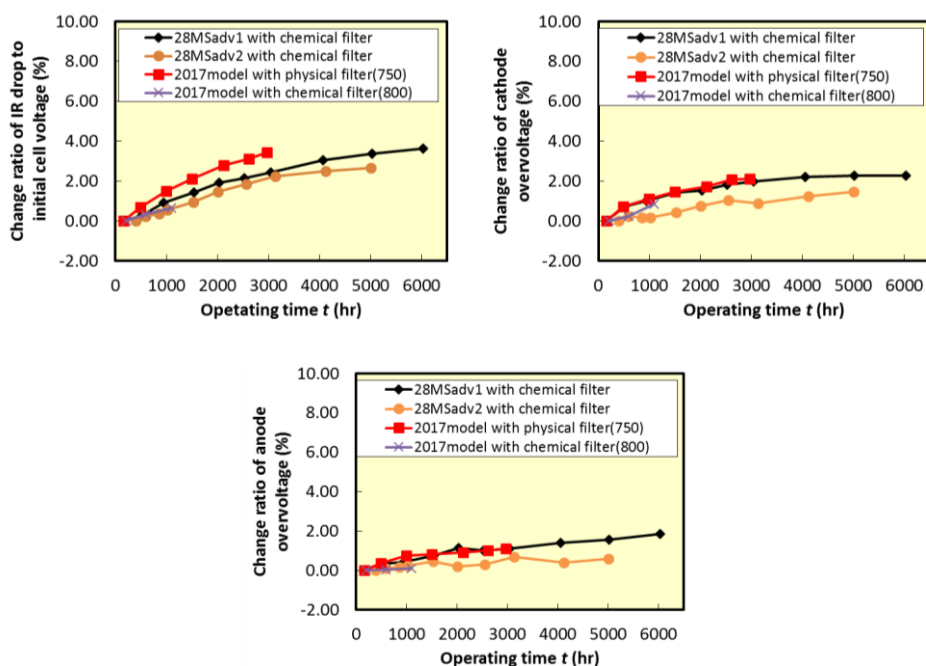 Change ratio of IR drop to
initial cell voltage (%)
10.00
8.00
6.00
4.00
2.00
0.00
-2.00
28MSadv1 with chemical filter
28MSadv2 with chemical filter
2017model with physical filter(750)
2017model with chemical filter(800)
0 1000 2000 3000 4000 5000 6000
Opetating time t (hr)
Change ratio of cathode
overvoltage (%)
10.00
8.00
6.00
4.00
2.00
0.00
-2.00
28MSadv1 with chemical filter
28MSadv2 with chemical filter
2017model with physical filter(750)
2017model with chemical filter(800)
0 1000 2000 3000 4000 5000 6000
Operating time t (hr)
Change ratio of anode
overvoltage (%)
10.00
8.00
6.00
4.00
2.00
0.00
-2.00
28MSadv1 with chemical filter
28MSadv2 with chemical filter
2017model with physical filter(750)
2017model with chemical filter(800)
0 1000 2000 3000 4000 5000 6000
Operating time t (hr)